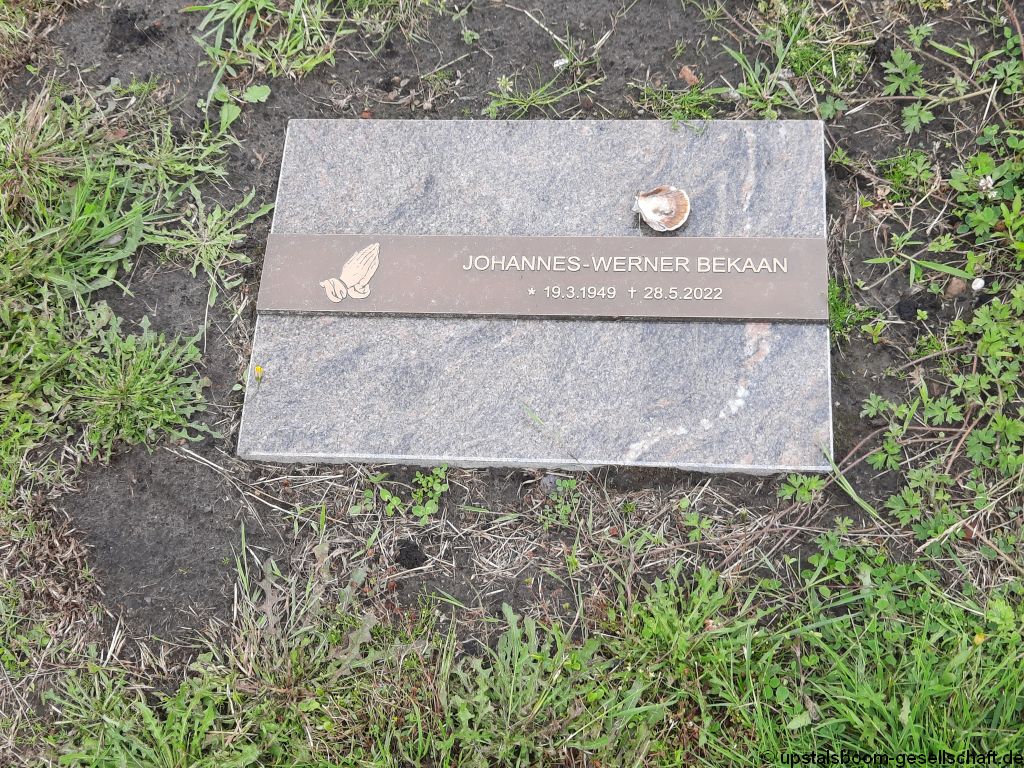 JOHANNES-WERNER BEKAAN
* 19.3.1949 † 28.5.2022
© upstalsboom-gesellschaft.de